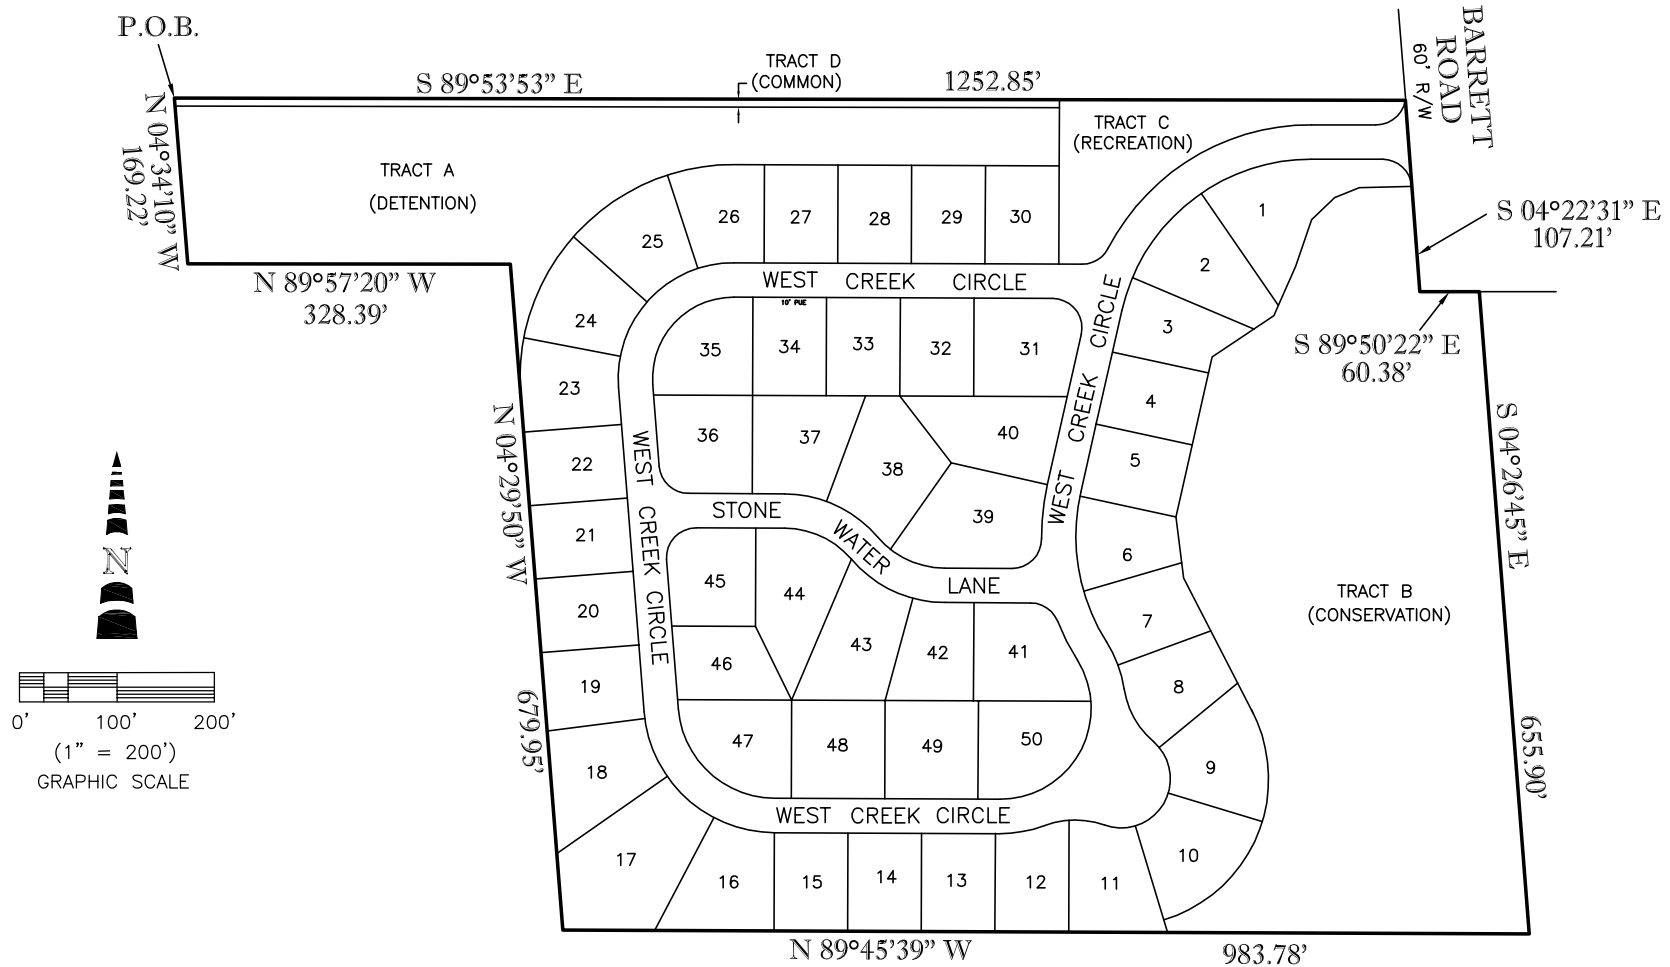 P.O.B.
S 89°53'53” E
TRACT D
(COMMON)
1252.85'
BARRETT
ROAD
60' R/W
N 04°34'10” W
169.22'
TRACT A
(DETENTION)
TRACT C
(RECREATION)
S 04°22'31” E
107.21'
N 89°57'20” W
328.39'
26
27
28
29
30
25
1
2
WEST CREEK CIRCLE
10' PUE
WEST CREEK CIRCLE
24
35
34
33
32
31
3
S 89°50'22” E
60.38'
23
4
N 04°29'50” W
679.95'
36
37
38
40
39
5
22
WEST CREEK CIRCLE
WEST CREEK CIRCLE
S 04°26'45” E
655.90'
STONE WATER LANE
21
6
N
45
44
20
7
TRACT B
(CONSERVATION)
46
43
42
41
19
8
0' 100' 200'
(1” = 200')
GRAPHIC SCALE
47
48
49
50
18
9
WEST CREEK CIRCLE
17
16
15
14
13
12
11
10
N 89°45'39” W
983.78'